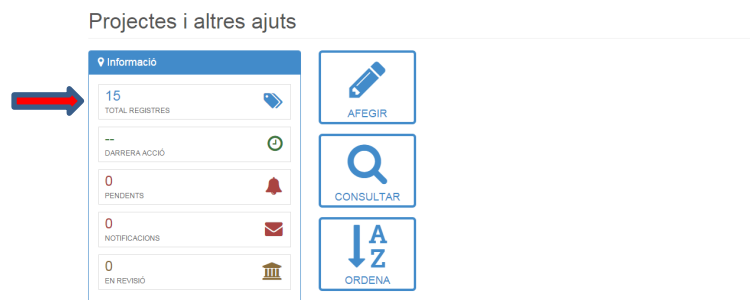 Projectes i altres ajuts
Informació
15
TOTAL REGISTRES
--
DARRERA ACCIÓ
0
PENDENTS
0
NOTIFICACIONS
0
EN REVISIÓ
AFEGIR
CONSULTAR
A
Z
ORDENA